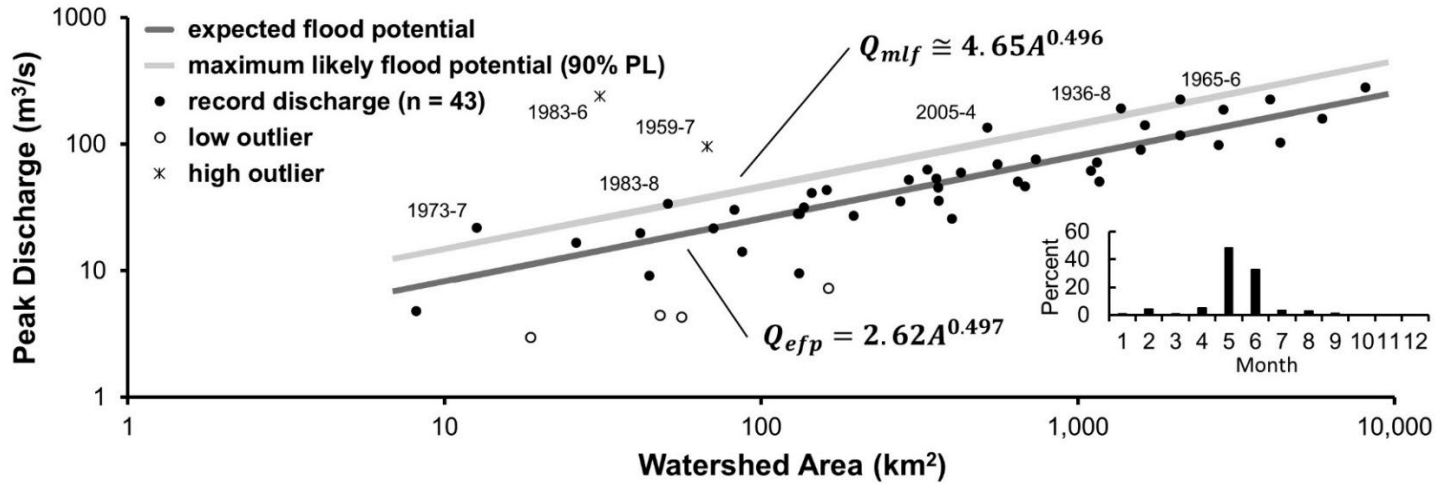 1000
100
10
1
Peak Discharge (m³/s)
expected flood potential
maximum likely flood potential (90% PL)
record discharge (n = 43)
low outlier
high outlier
1983-6
1959-7
1973-7
1983-8
2005-4
1936-8
1965-6
Q_mlf ≅ 4.65A^0.496
Q_efp = 2.62A^0.497
60
40
20
0
Percent
1 2 3 4 5 6 7 8 9 10 11 12
Month
1 10 100 1,000 10,000
Watershed Area (km²)